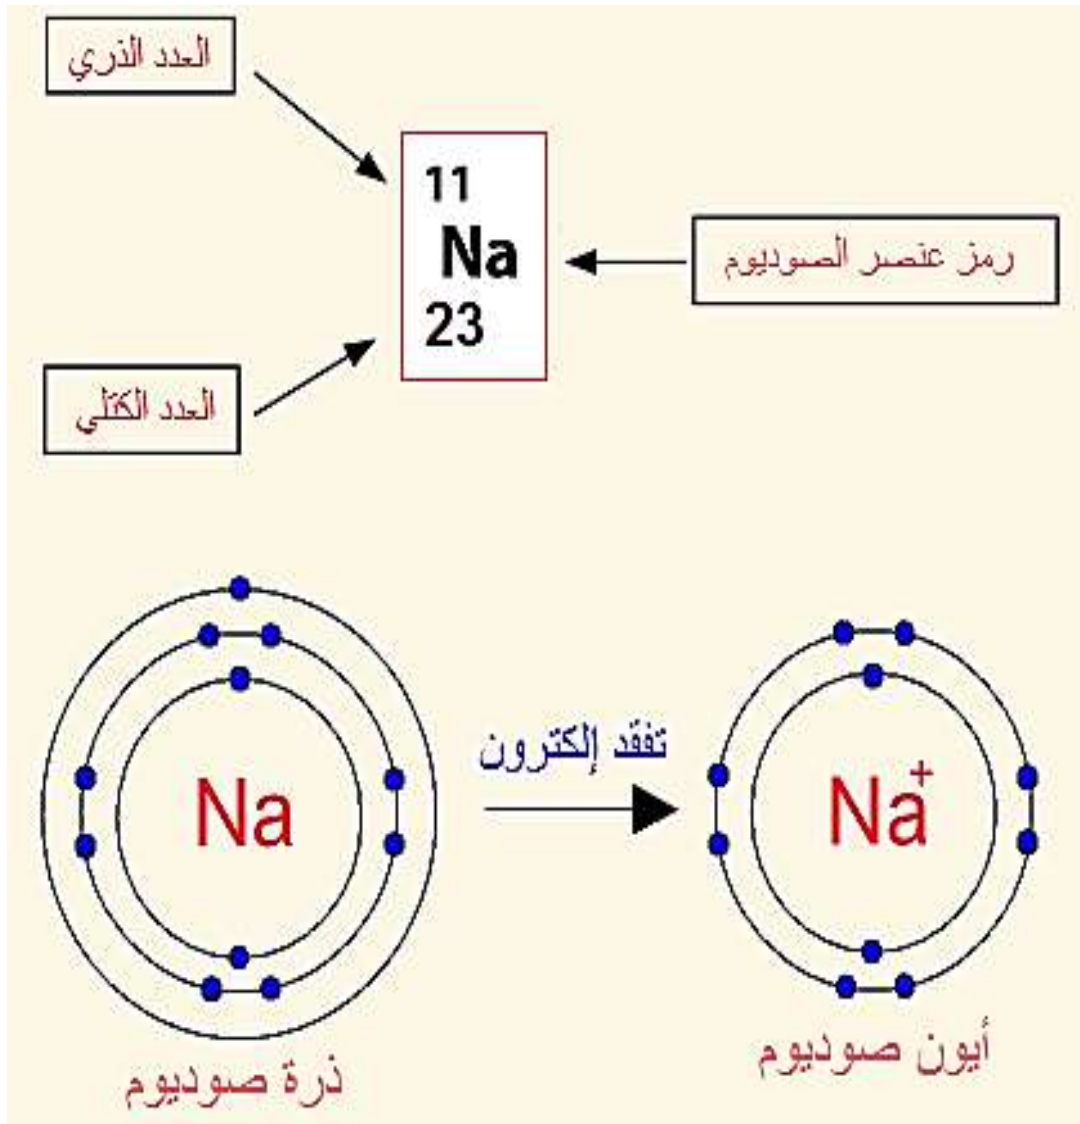 العدد الذري
11
Na
رمز عنصر الصوديوم
23
العدد الكتلي
تفقد إلكترون
Na
Na+
أيون صوديوم
ذرة صوديوم